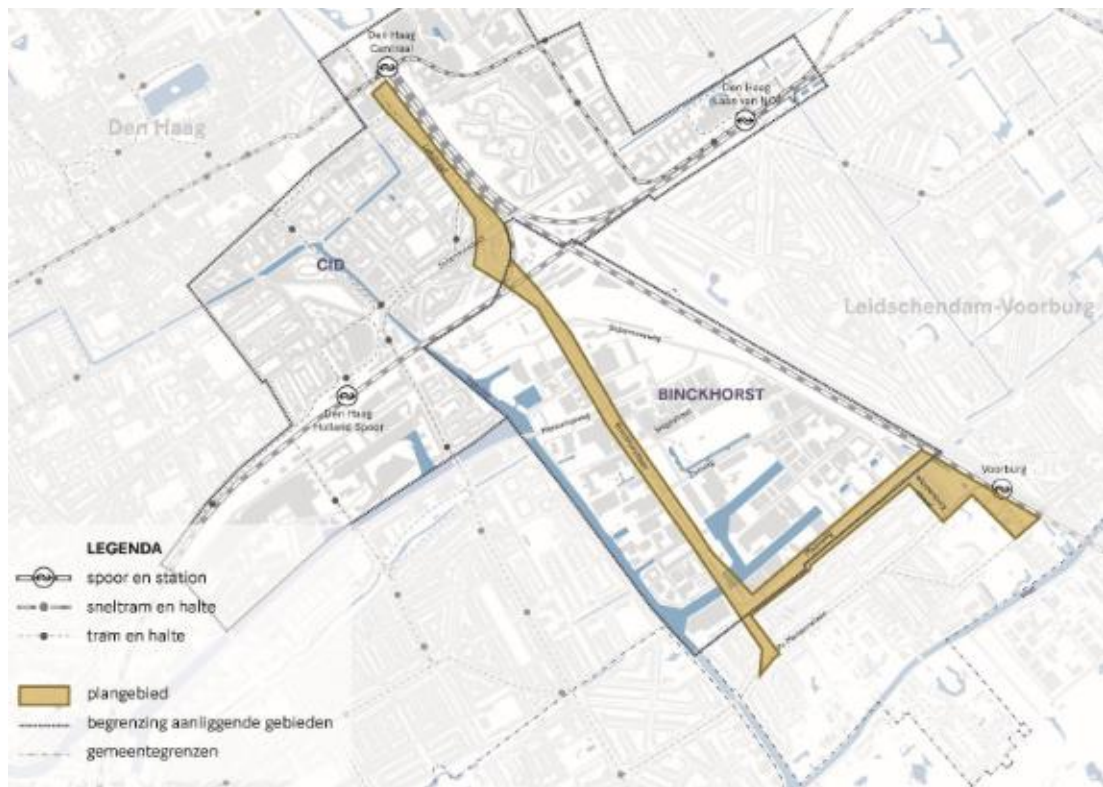 Den Haag
Centraal
Den Haag
Laan van NOI
Den Haag
CID
Leidschendam-Voorburg
BINCKHORST
Den Haag
Holland Spoor
Voorburg
LEGENDA
spoor en station
sneltram en halte
tram en halte
plangebied
begrenzing aanliggende gebieden
gemeentegrenzen